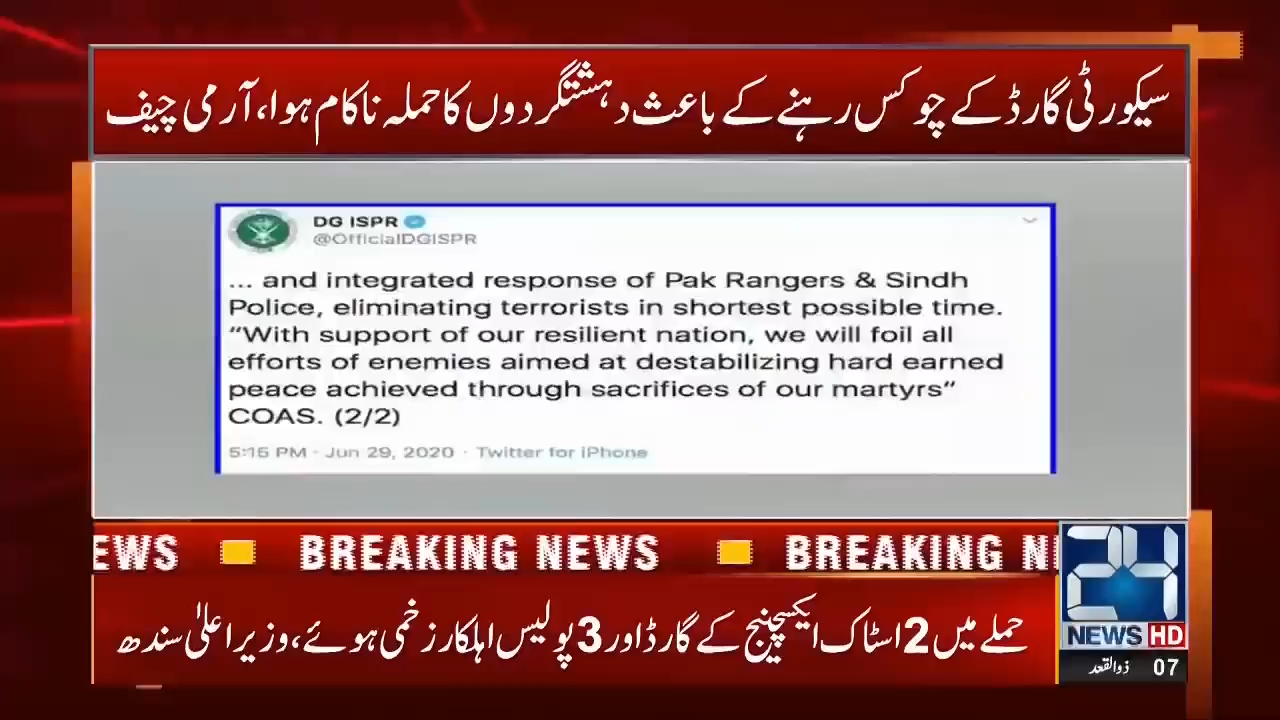 سیکورٹی گارڈ کے چوکس رہنے کے باعث دہشتگردوں کا حملہ ناکام ہوا، آرمی چیف
DG ISPR
@OfficialDGISPR
... and integrated response of Pak Rangers & Sindh
Police, eliminating terrorists in shortest possible time.
“With support of our resilient nation, we will foil all
efforts of enemies aimed at destabilizing hard earned
peace achieved through sacrifices of our martyrs”
COAS. (2/2)
5:15 PM · Jun 29, 2020 · Twitter for iPhone
EWS BREAKING NEWS BREAKING N
حملے میں 2 اسٹاک ایکسچینج کے گارڈ اور 3 پولیس اہلکار زخمی ہوئے، وزیر اعلیٰ سندھ
24
NEWS HD
07 ذوالقعد